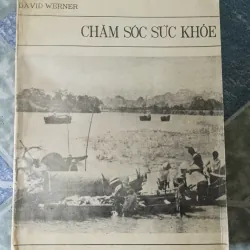 DAVID WERNER
CHĂM SÓC SỨC KHỎE